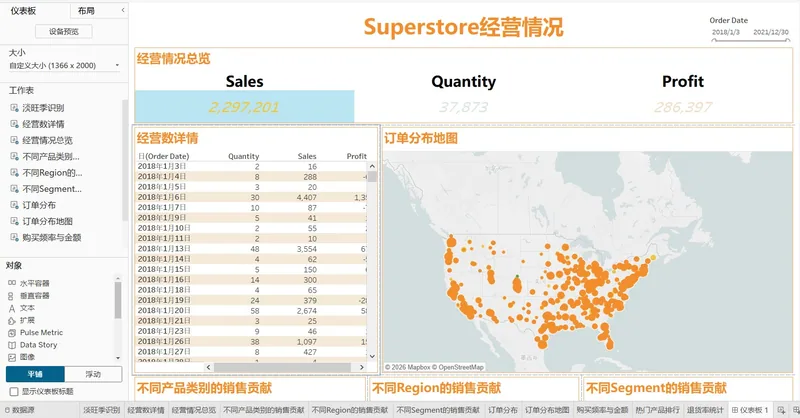 仪表板 布局
设备预览
大小
自定义大小 (1366 x 2000)
工作表
淡旺季识别
经营数详情
经营情况总览
不同产品类别...
不同Region的...
不同Segment...
订单分布
订单分布地图
购买频率与金额
对象
水平容器
垂直容器
文本
扩展
Pulse Metric
Data Story
图像
平铺 浮动
显示仪表板标题
Superstore经营情况
Order Date
2018/1/3 2021/12/30
经营情况总览
Sales Quantity Profit
2,297,201 37,873 286,397
经营数详情
日(Order Date) Quantity Sales Profit
2018年1月3日 2 16
2018年1月4日 8 288
2018年1月5日 3 20
2018年1月6日 30 4,407
2018年1月7日 10 87
2018年1月9日 5 41
2018年1月10日 2 55
2018年1月11日 2 10
2018年1月13日 48 3,554
2018年1月14日 4 62
2018年1月15日 5 150
2018年1月16日 14 300
2018年1月18日 4 65
2018年1月19日 24 379
2018年1月20日 58 2,674
2018年1月21日 3 25
2018年1月23日 9 46
2018年1月26日 38 1,097
2018年1月27日 8 427
订单分布地图
© 2026 Mapbox © OpenStreetMap
不同产品类别的销售贡献 不同Region的销售贡献 不同Segment的销售贡献
数据源 淡旺季识别 经营数详情 经营情况总览 不同产品类别的销售贡献 不同Region的销售贡献 不同Segment的销售贡献 订单分布 订单分布地图 购买频率与金额 热门产品排行 退货率统计 仪表板 1